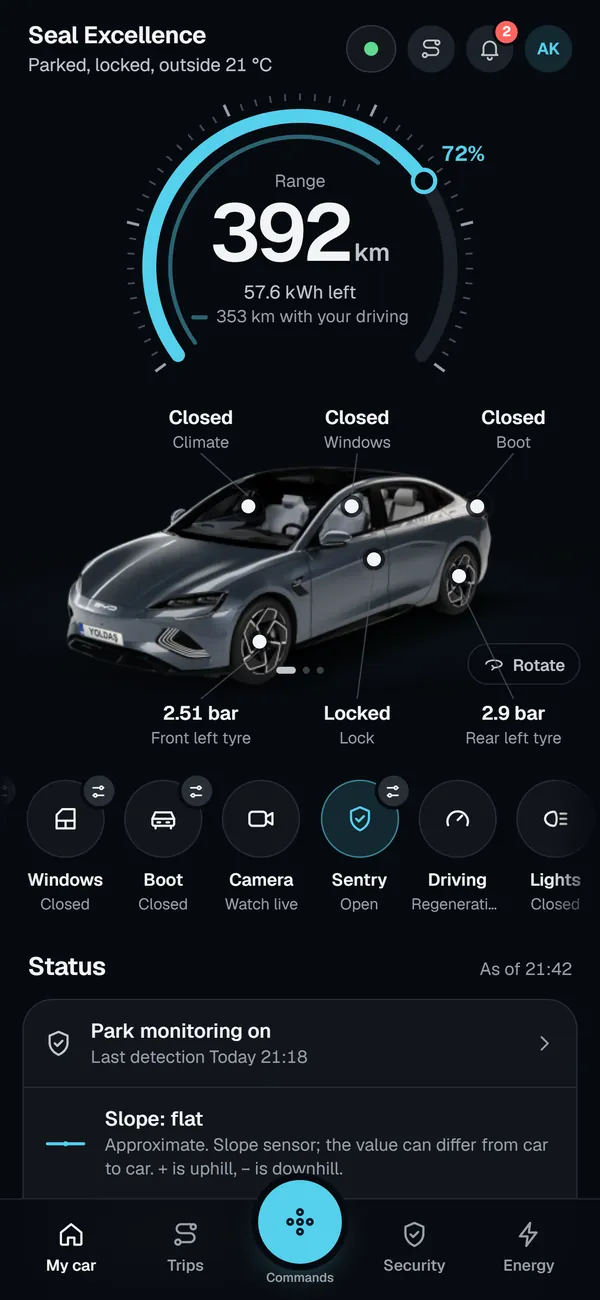 Seal Excellence
Parked, locked, outside 21 °C
2
AK
72%
Range
392 km
57.6 kWh left
353 km with your driving
Closed
Climate
Closed
Windows
Closed
Boot
BYD
YOLDAŞ
Rotate
2.51 bar
Front left tyre
Locked
Lock
2.9 bar
Rear left tyre
Windows
Closed
Boot
Closed
Camera
Watch live
Sentry
Open
Driving
Regenerati...
Lights
Closed
Status
As of 21:42
Park monitoring on
Last detection Today 21:18
Slope: flat
Approximate. Slope sensor; the value can differ from car
to car. + is uphill, – is downhill.
My car
Trips
Commands
Security
Energy